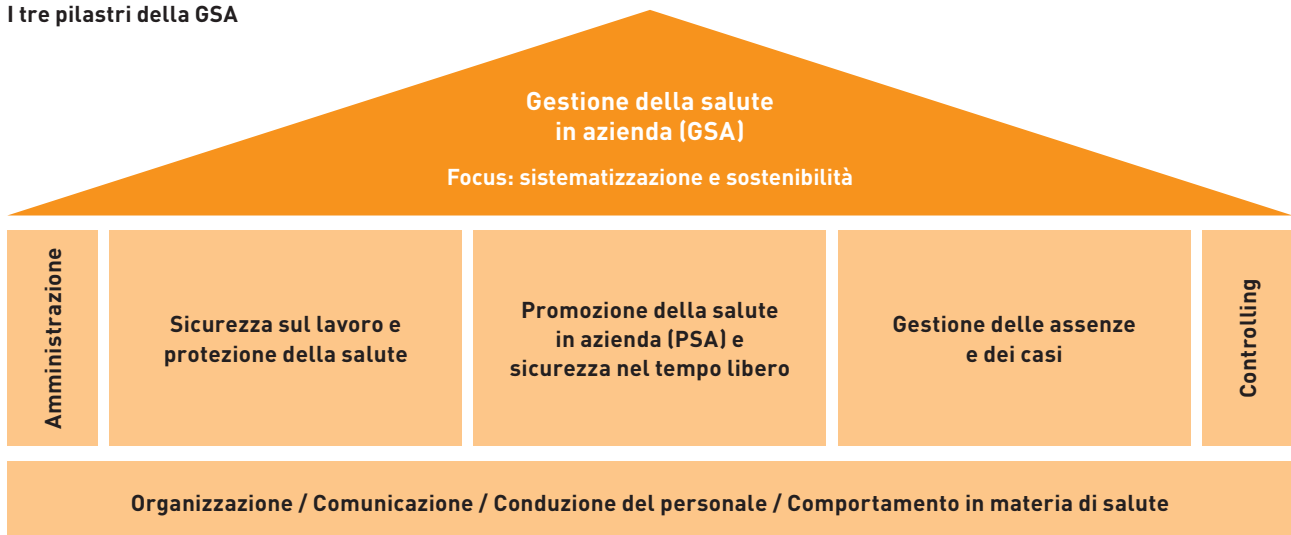 I tre pilastri della GSA
Gestione della salute
in azienda (GSA)
Focus: sistematizzazione e sostenibilità
Amministrazione
Sicurezza sul lavoro e
protezione della salute
Promozione della salute
in azienda (PSA) e
sicurezza nel tempo libero
Gestione delle assenze
e dei casi
Controlling
Organizzazione / Comunicazione / Conduzione del personale / Comportamento in materia di salute